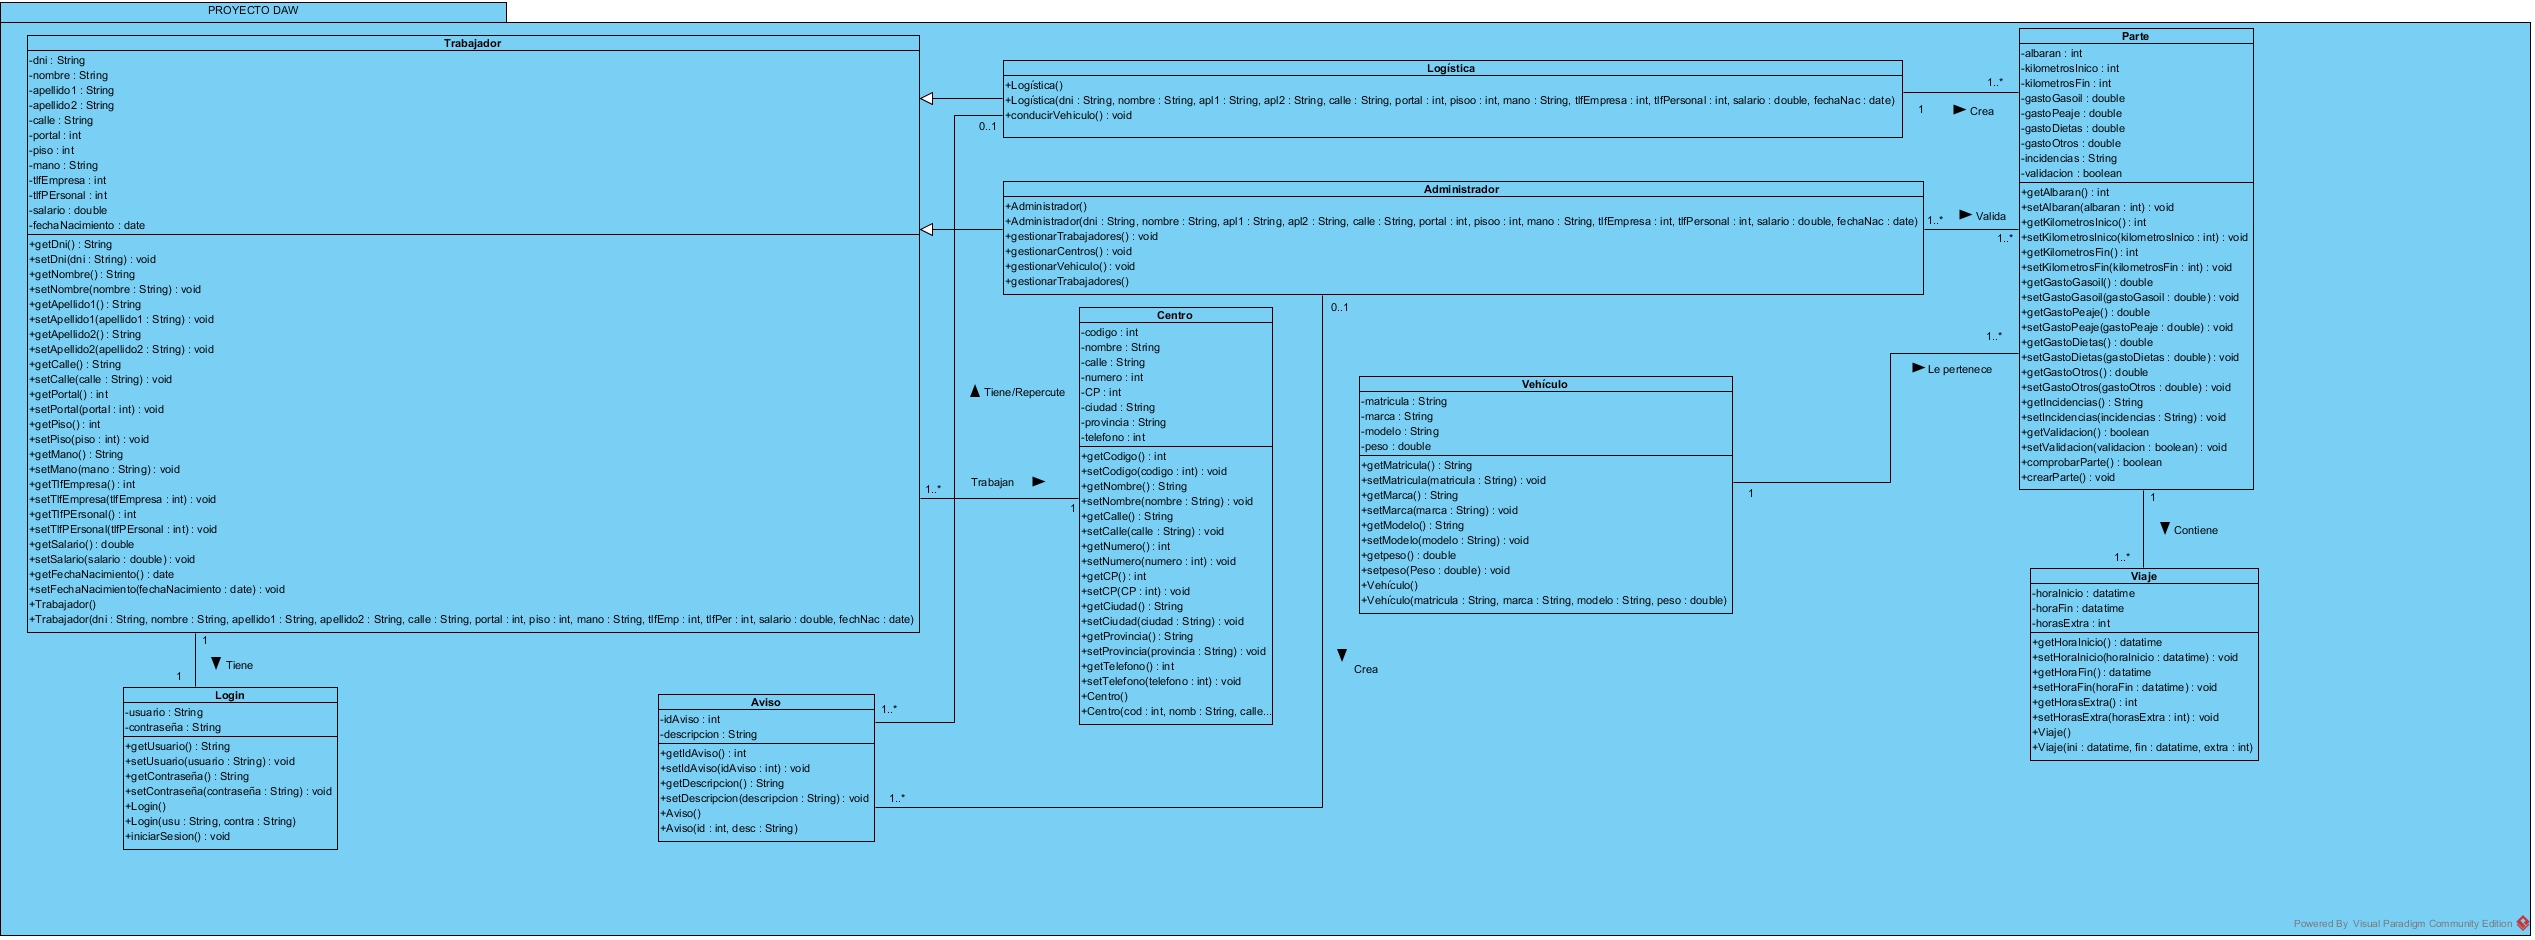 PROYECTO DAW
Trabajador
-dni : String
-nombre : String
-apellido1 : String
-apellido2 : String
-calle : String
-portal : int
-piso : int
-mano : String
-tlfEmpresa : int
-tlfPErsonal : int
-salario : double
-fechaNacimiento : date
+getDni() : String
+setDni(dni : String) : void
+getNombre() : String
+setNombre(nombre : String) : void
+getApellido1() : String
+setApellido1(apellido1 : String) : void
+getApellido2() : String
+setApellido2(apellido2 : String) : void
+getCalle() : String
+setCalle(calle : String) : void
+getPortal() : int
+setPortal(portal : int) : void
+getPiso() : int
+setPiso(piso : int) : void
+getMano() : String
+setMano(mano : String) : void
+getTlfEmpresa() : int
+setTlfEmpresa(tlfEmpresa : int) : void
+getTlfPErsonal() : int
+setTlfPErsonal(tlfPErsonal : int) : void
+getSalario() : double
+setSalario(salario : double) : void
+getFechaNacimiento() : date
+setFechaNacimiento(fechaNacimiento : date) : void
+Trabajador()
+Trabajador(dni : String, nombre : String, apellido1 : String, apellido2 : String, calle : String, portal : int, piso : int, mano : String, tlfEmp : int, tlfPer : int, salario : double, fechNac : date)
1
Tiene
1
Login
-usuario : String
-contraseña : String
+getUsuario() : String
+setUsuario(usuario : String) : void
+getContraseña() : String
+setContraseña(contraseña : String) : void
+Login()
+Login(usu : String, contra : String)
+iniciarSesion() : void
Logística
+Logística()
+Logística(dni : String, nombre : String, apl1 : String, apl2 : String, calle : String, portal : int, pisoo : int, mano : String, tlfEmpresa : int, tlfPersonal : int, salario : double, fechaNac : date)
+conducirVehiculo() : void
0..1
1..*
1
Crea
Administrador
+Administrador()
+Administrador(dni : String, nombre : String, apl1 : String, apl2 : String, calle : String, portal : int, pisoo : int, mano : String, tlfEmpresa : int, tlfPersonal : int, salario : double, fechaNac : date)
+gestionarTrabajadores() : void
+gestionarCentros() : void
+gestionarVehiculo() : void
+gestionarTrabajadores()
1..*
Valida
1..*
0..1
Tiene/Repercute
Trabajan
1..*
1
Centro
-codigo : int
-nombre : String
-calle : String
-numero : int
-CP : int
-ciudad : String
-provincia : String
-telefono : int
+getCodigo() : int
+setCodigo(codigo : int) : void
+getNombre() : String
+setNombre(nombre : String) : void
+getCalle() : String
+setCalle(calle : String) : void
+getNumero() : int
+setNumero(numero : int) : void
+getCP() : int
+setCP(CP : int) : void
+getCiudad() : String
+setCiudad(ciudad : String) : void
+getProvincia() : String
+setProvincia(provincia : String) : void
+getTelefono() : int
+setTelefono(telefono : int) : void
+Centro()
+Centro(cod : int, nomb : String, calle...
Aviso
-idAviso : int
-descripcion : String
+getIdAviso() : int
+setIdAviso(idAviso : int) : void
+getDescripcion() : String
+setDescripcion(descripcion : String) : void
+Aviso()
+Aviso(id : int, desc : String)
1..*
1..*
Crea
Vehículo
-matricula : String
-marca : String
-modelo : String
-peso : double
+getMatricula() : String
+setMatricula(matricula : String) : void
+getMarca() : String
+setMarca(marca : String) : void
+getModelo() : String
+setModelo(modelo : String) : void
+getpeso() : double
+setpeso(Peso : double) : void
+Vehículo()
+Vehículo(matricula : String, marca : String, modelo : String, peso : double)
1
1..*
Le pertenece
Parte
-albaran : int
-kilometrosInico : int
-kilometrosFin : int
-gastoGasoil : double
-gastoPeaje : double
-gastoDietas : double
-gastoOtros : double
-incidencias : String
-validacion : boolean
+getAlbaran() : int
+setAlbaran(albaran : int) : void
+getKilometrosInico() : int
+setKilometrosInico(kilometrosInico : int) : void
+getKilometrosFin() : int
+setKilometrosFin(kilometrosFin : int) : void
+getGastoGasoil() : double
+setGastoGasoil(gastoGasoil : double) : void
+getGastoPeaje() : double
+setGastoPeaje(gastoPeaje : double) : void
+getGastoDietas() : double
+setGastoDietas(gastoDietas : double) : void
+getGastoOtros() : double
+setGastoOtros(gastoOtros : double) : void
+getIncidencias() : String
+setIncidencias(incidencias : String) : void
+getValidacion() : boolean
+setValidacion(validacion : boolean) : void
+comprobarParte() : boolean
+crearParte() : void
1
Contiene
1..*
Viaje
-horaInicio : datatime
-horaFin : datatime
-horasExtra : int
+getHoraInicio() : datatime
+setHoraInicio(horaInicio : datatime) : void
+getHoraFin() : datatime
+setHoraFin(horaFin : datatime) : void
+getHorasExtra() : int
+setHorasExtra(horasExtra : int) : void
+Viaje()
+Viaje(ini : datatime, fin : datatime, extra : int)
Powered By Visual Paradigm Community Edition